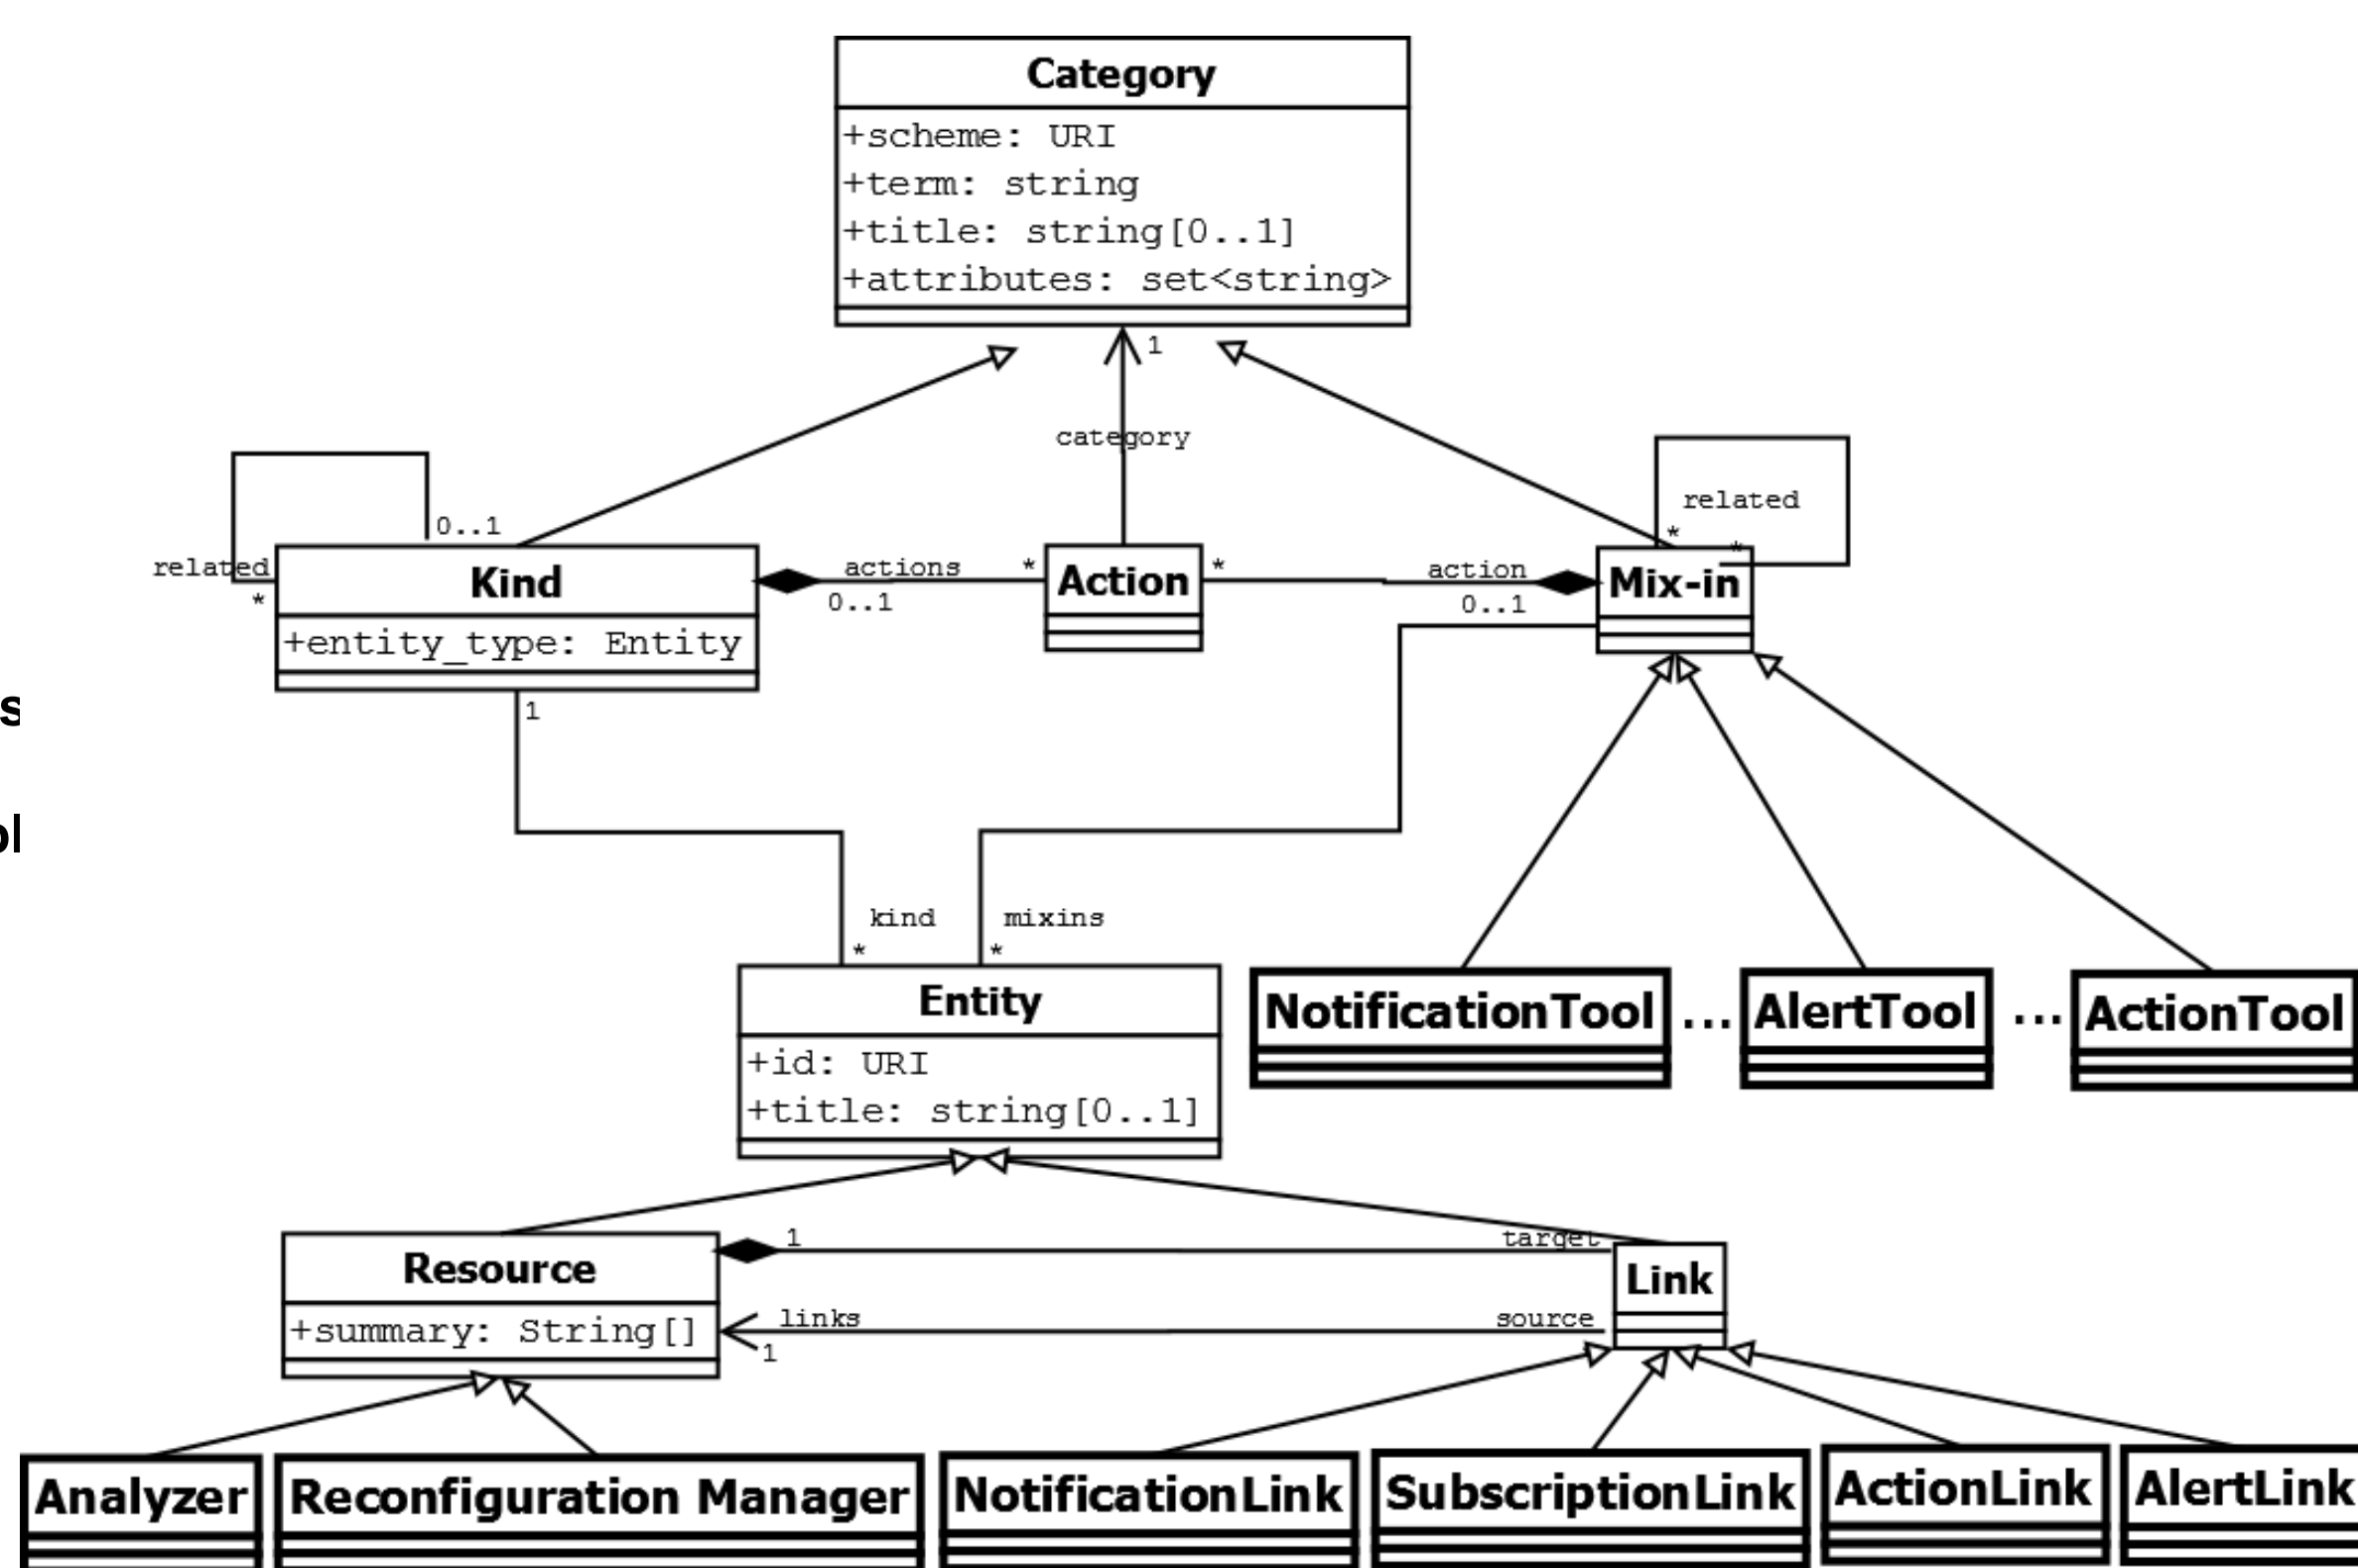 Category
+scheme: URI
+term: string
+title: string[0..1]
+attributes: set<string>
1
category
related
*
0..1
related
*
*
Kind
+entity_type: Entity
actions
0..1
*
Action
*
action
0..1
Mix-in
1
kind
*
mixins
*
Entity
+id: URI
+title: string[0..1]
NotificationTool
...
AlertTool
...
ActionTool
Resource
+summary: String[]
1
target
links
1
source
Link
Analyzer
Reconfiguration Manager
NotificationLink
SubscriptionLink
ActionLink
AlertLink